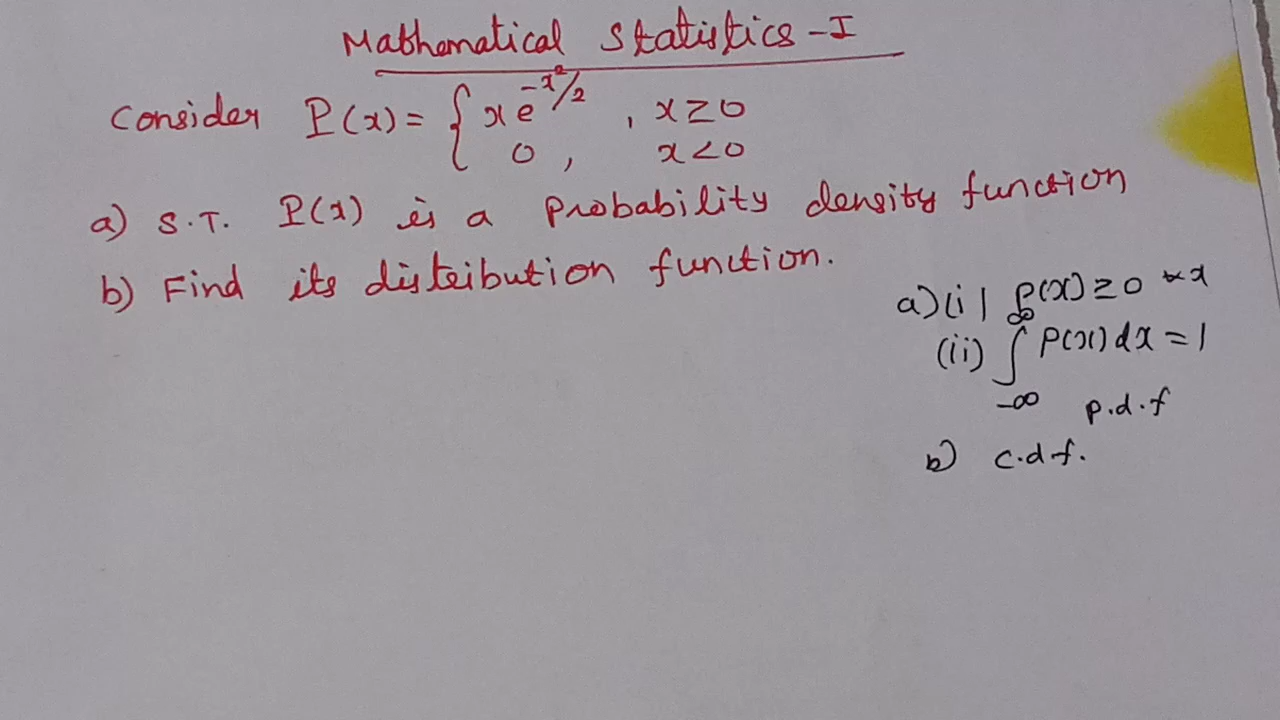 Mathematical Statistics - I
Consider P(x) = { x e^{-x²/2} , x ≥ 0
0 , x < 0
a) S.T. P(x) is a probability density function
b) Find its distribution function.
a) (i) P(x) ≥ 0 ∀ x
(ii) ∫_{-∞}^{∞} P(x) dx = 1
p.d.f
b) c.d.f.